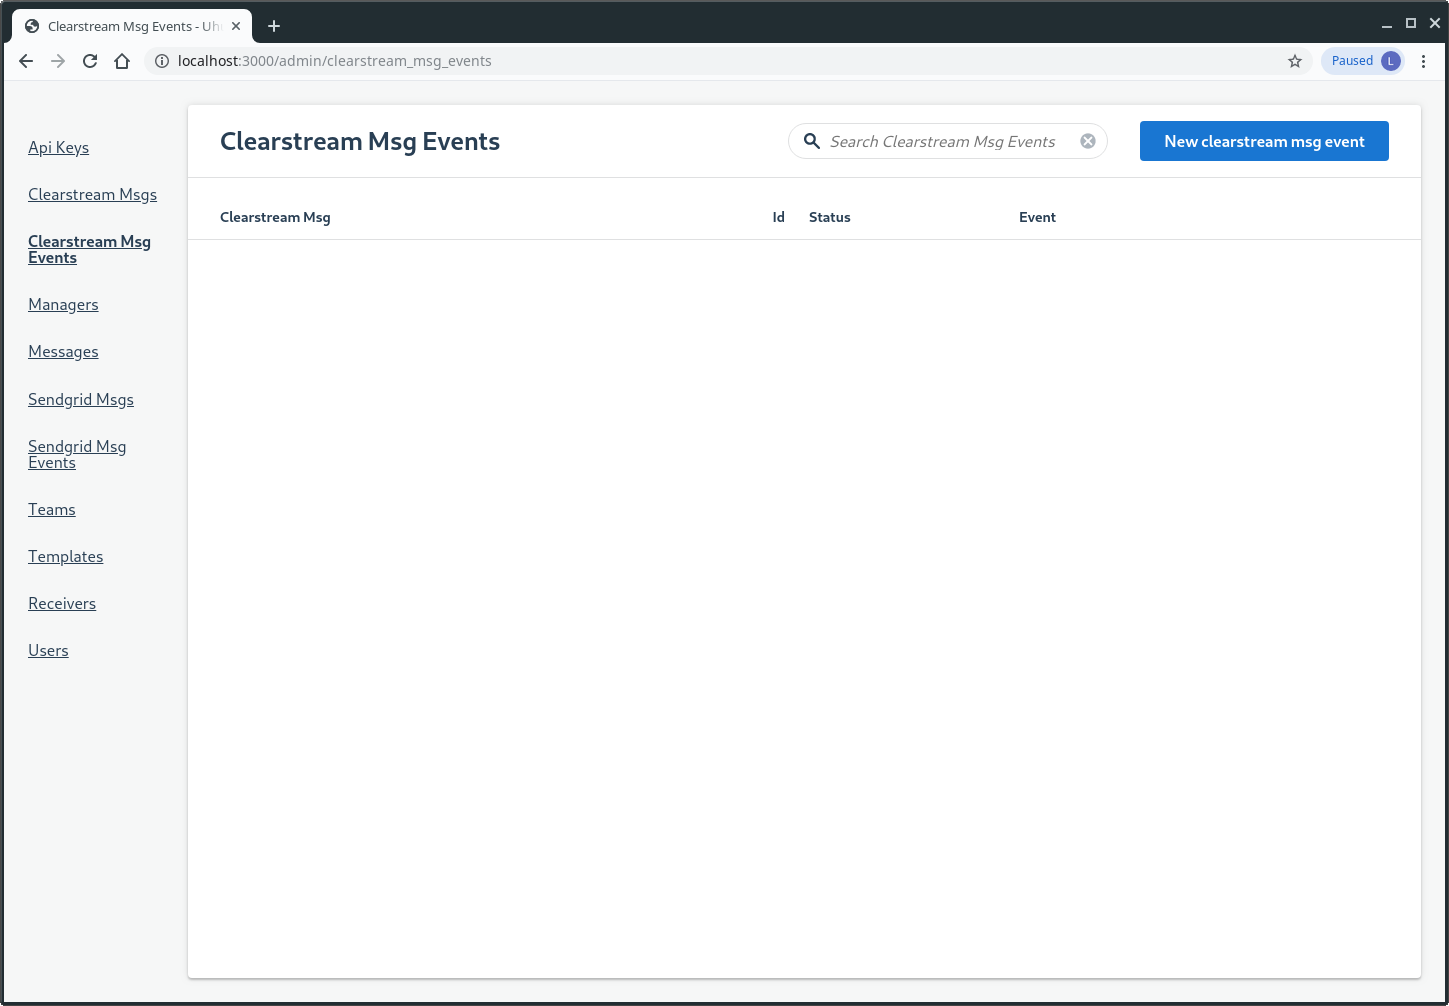 Clearstream Msg Events - Uh
localhost:3000/admin/clearstream_msg_events
Paused
L
Api Keys
Clearstream Msgs
Clearstream Msg
Events
Managers
Messages
Sendgrid Msgs
Sendgrid Msg
Events
Teams
Templates
Receivers
Users
Clearstream Msg Events
Search Clearstream Msg Events
New clearstream msg event
Clearstream Msg Id Status Event